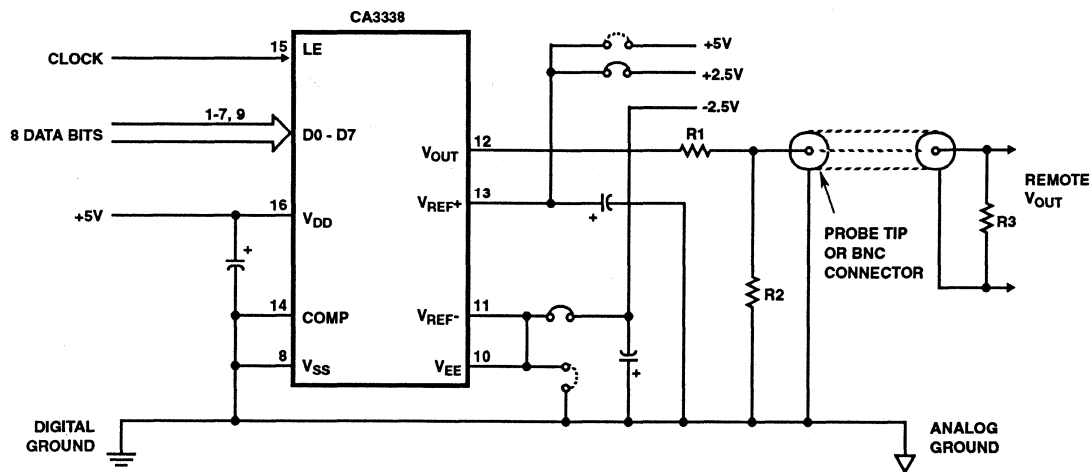 CA3338
15 LE
CLOCK
1-7, 9
8 DATA BITS
D0 - D7
+5V
+2.5V
-2.5V
12
VOUT
R1
13
VREF+
+
REMOTE
VOUT
R3
PROBE TIP
OR BNC
CONNECTOR
+5V
16
VDD
+
R2
14
COMP
11
VREF-
8
VSS
10
VEE
+
DIGITAL
GROUND
ANALOG
GROUND